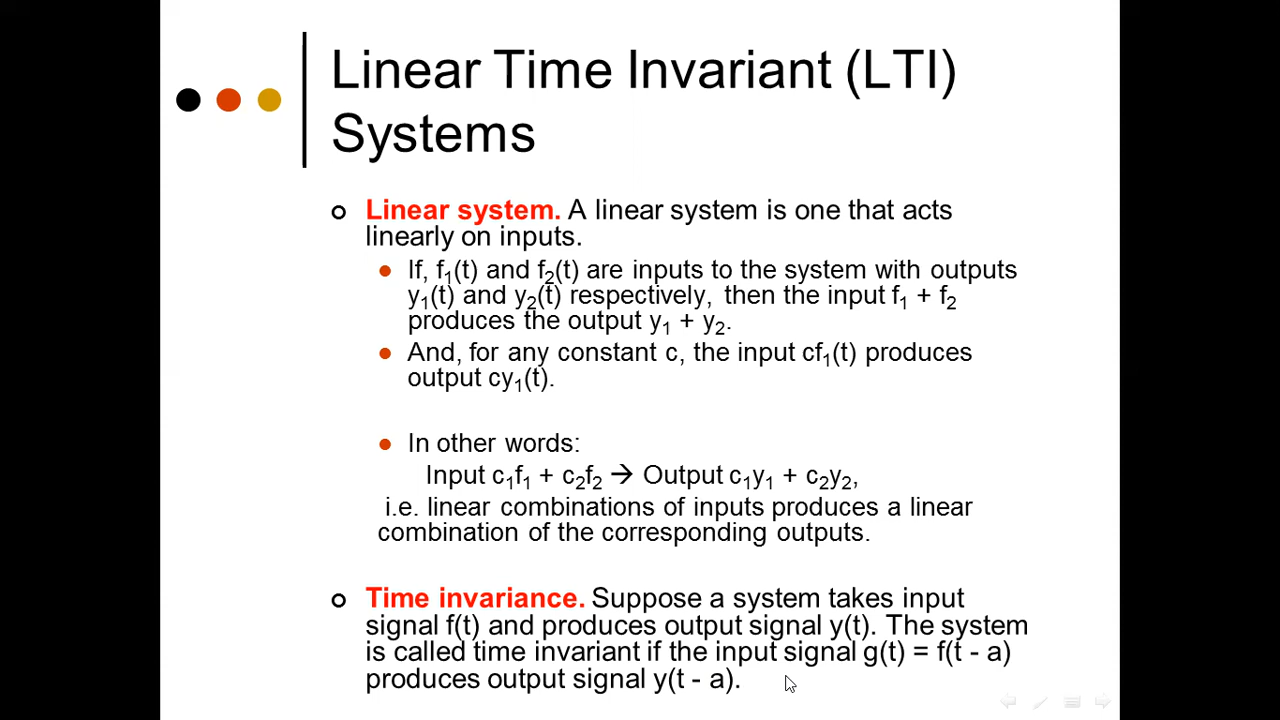 Linear Time Invariant (LTI)
Systems
Linear system. A linear system is one that acts
linearly on inputs.
If, f₁(t) and f₂(t) are inputs to the system with outputs
y₁(t) and y₂(t) respectively, then the input f₁ + f₂
produces the output y₁ + y₂.
And, for any constant c, the input cf₁(t) produces
output cy₁(t).
In other words:
Input c₁f₁ + c₂f₂ → Output c₁y₁ + c₂y₂,
i.e. linear combinations of inputs produces a linear
combination of the corresponding outputs.
Time invariance. Suppose a system takes input
signal f(t) and produces output signal y(t). The system
is called time invariant if the input signal g(t) = f(t - a)
produces output signal y(t - a).